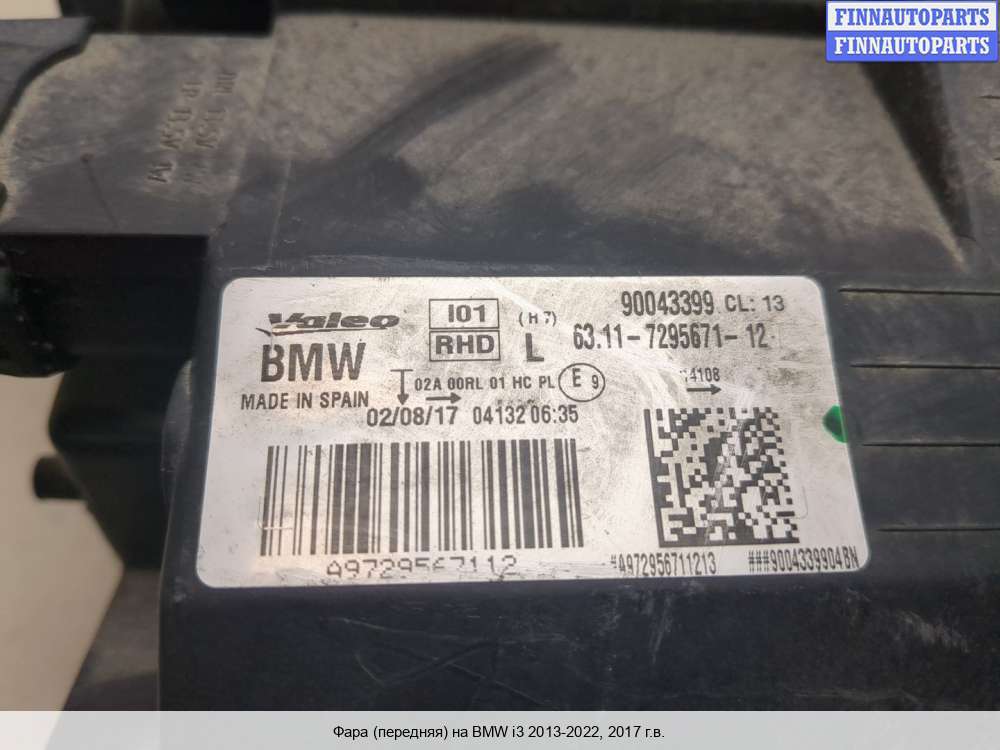 FINNAUTOPARTS
FINNAUTOPARTS
Valeo
BMW
MADE IN SPAIN
I01
RHD
(H7)
L
90043399 CL: 13
63.11-7295671-12
02A 00RL 01 HC PL E 9
14108
02/08/17 04132 06:35
A9729567112
#A972956711213
###9004339904BN
Фара (передняя) на BMW i3 2013-2022, 2017 г.в.